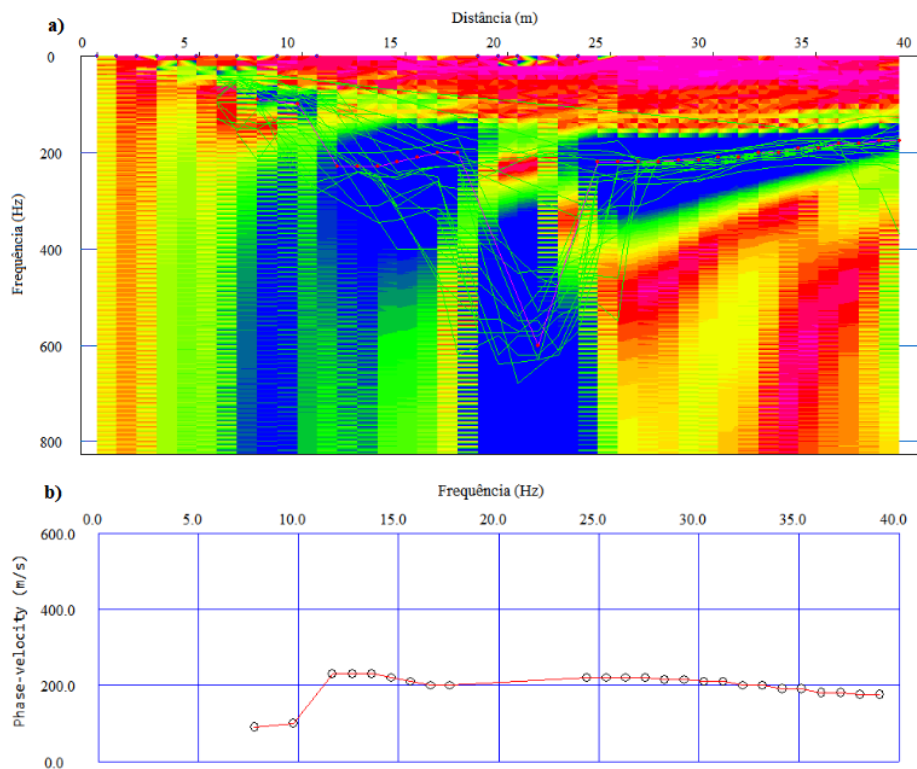 a)
Distância (m)
0 5 10 15 20 25 30 35 40
Frequência (Hz)
0
200
400
600
800
b)
Frequência (Hz)
0.0 5.0 10.0 15.0 20.0 25.0 30.0 35.0 40.0
Phase-velocity (m/s)
600.0
400.0
200.0
0.0